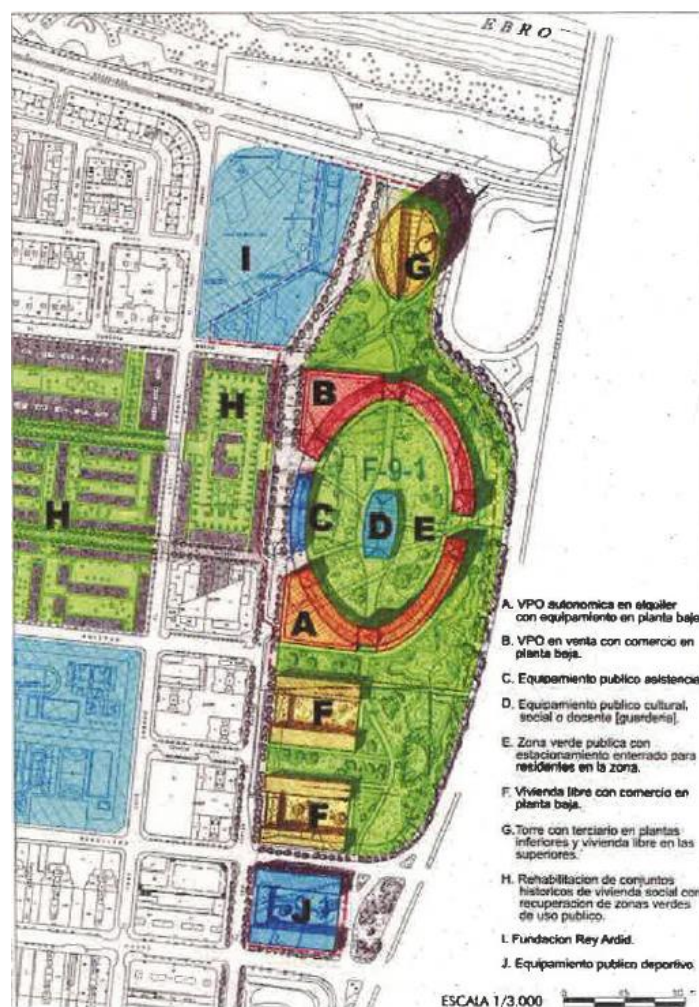 EBRO
I
G
B
H
F-9-1
C
D
E
H
A
F
F
J
A. VPO autonomica en alquiler
con equipamiento en planta baja
B. VPO en venta con comercio en
planta baja.
C. Equipamiento publico asistencia
D. Equipamiento publico cultural,
social o docente [guarderia].
E. Zona verde publica con
estacionamiento enterrado para
residentes en la zona.
F. Vivienda libre con comercio en
planta baja.
G. Torre con terciario en plantas
inferiores y vivienda libre en las
superiores.
H. Rehabilitacion de conjuntos
historicos de vivienda social con
recuperacion de zonas verdes
de uso publico.
I. Fundacion Rey Ardid.
J. Equipamiento publico deportivo
ESCALA 1/3.000